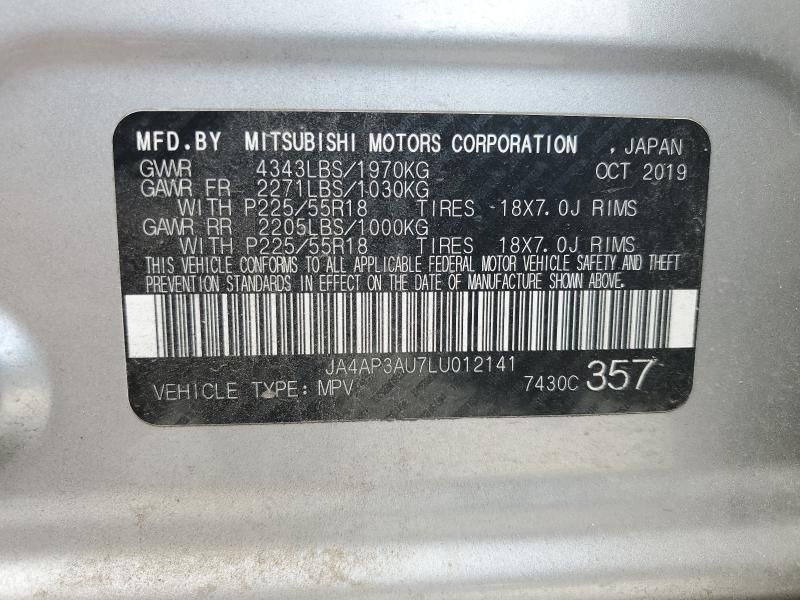 MFD.BY MITSUBISHI MOTORS CORPORATION , JAPAN
GVWR 4343LBS/1970KG OCT 2019
GAWR FR 2271LBS/1030KG
WITH P225/55R18 TIRES 18X7.0J RIMS
GAWR RR 2205LBS/1000KG
WITH P225/55R18 TIRES 18X7.0J RIMS
THIS VEHICLE CONFORMS TO ALL APPLICABLE FEDERAL MOTOR VEHICLE SAFETY AND THEFT
PREVENTION STANDARDS IN EFFECT ON THE DATE OF MANUFACTURE SHOWN ABOVE.
JA4AP3AU7LU012141
VEHICLE TYPE: MPV 7430C 357